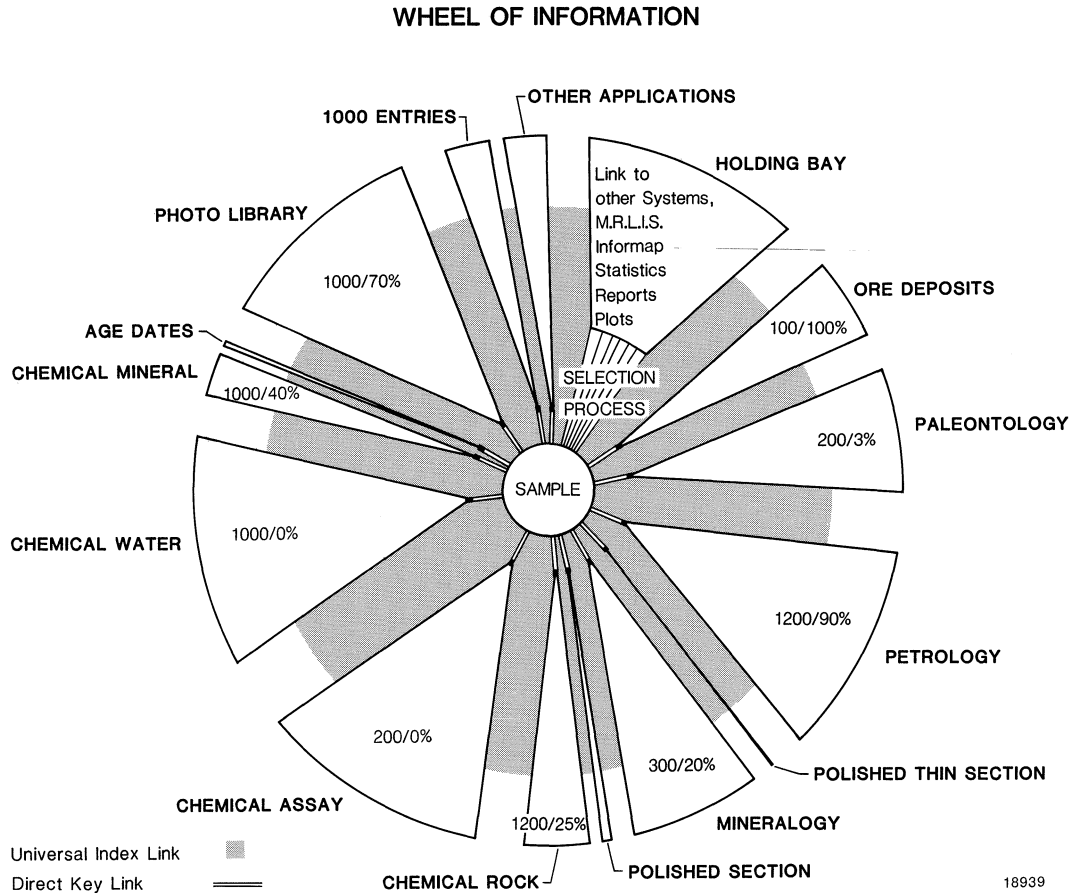 WHEEL OF INFORMATION
OTHER APPLICATIONS
1000 ENTRIES
HOLDING BAY
Link to
other Systems,
M.R.L.I.S.
Informap
Statistics
Reports
Plots
PHOTO LIBRARY
1000/70%
ORE DEPOSITS
100/100%
AGE DATES
CHEMICAL MINERAL
1000/40%
SELECTION
PROCESS
PALEONTOLOGY
200/3%
SAMPLE
CHEMICAL WATER
1000/0%
1200/90%
PETROLOGY
200/0%
300/20%
POLISHED THIN SECTION
CHEMICAL ASSAY
1200/25%
MINERALOGY
Universal Index Link
POLISHED SECTION
Direct Key Link
CHEMICAL ROCK
18939